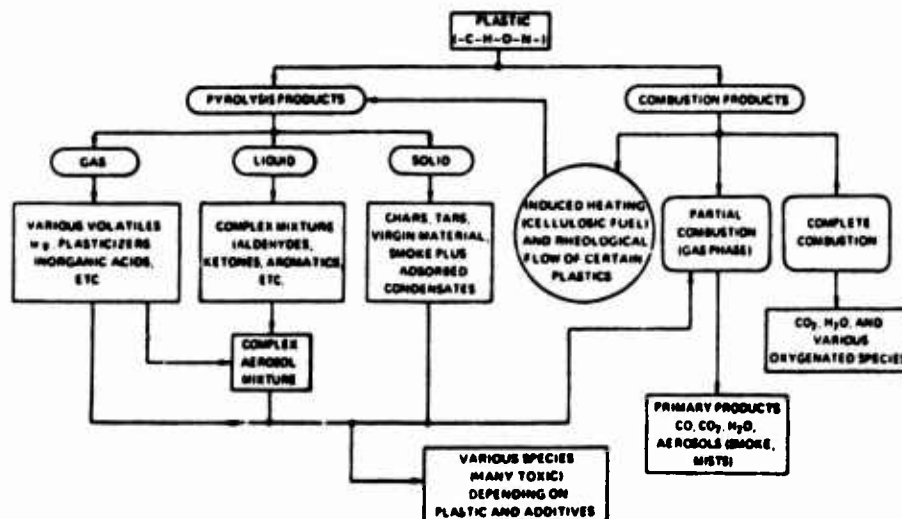 PLASTIC
(-C-H-O-N-)
PYROLYSIS PRODUCTS
COMBUSTION PRODUCTS
GAS
LIQUID
SOLID
VARIOUS VOLATILES
e.g. PLASTICIZERS
INORGANIC ACIDS,
ETC
COMPLEX MIXTURE
(ALDEHYDES,
KETONES, AROMATICS,
ETC.
CHARS, TARS,
VIRGIN MATERIAL,
SMOKE PLUS
ADSORBED
CONDENSATES
INDUCED HEATING
(CELLULOSIC FUEL)
AND RHEOLOGICAL
FLOW OF CERTAIN
PLASTICS
PARTIAL
COMBUSTION
(GAS PHASE)
COMPLETE
COMBUSTION
COMPLEX
AEROSOL
MIXTURE
CO₂, H₂O, AND
VARIOUS
OXYGENATED SPECIES
PRIMARY PRODUCTS
CO, CO₂, H₂O,
AEROSOLS (SMOKE,
MISTS)
VARIOUS SPECIES
(MANY TOXIC)
DEPENDING ON
PLASTIC AND ADDITIVES